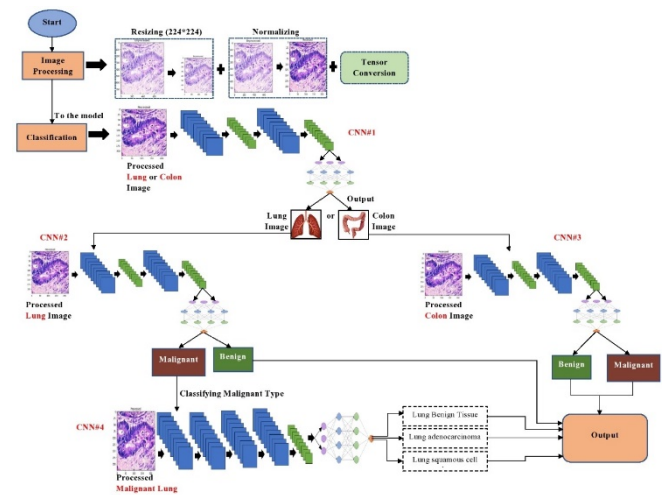 Start
Resizing (224*224)
Normalizing
Image
Processing
Tensor
Conversion
To the model
Classification
CNN#1
Processed
Lung or Colon
Image
Output
Lung
Image
or
Colon
Image
CNN#2
CNN#3
Processed
Lung Image
Processed
Colon Image
Malignant
Benign
Benign
Malignant
Classifying Malignant Type
CNN#4
Lung Benign Tissue
Lung adenocarcinoma
Lung squamous cell
Output
Processed
Malignant Lung